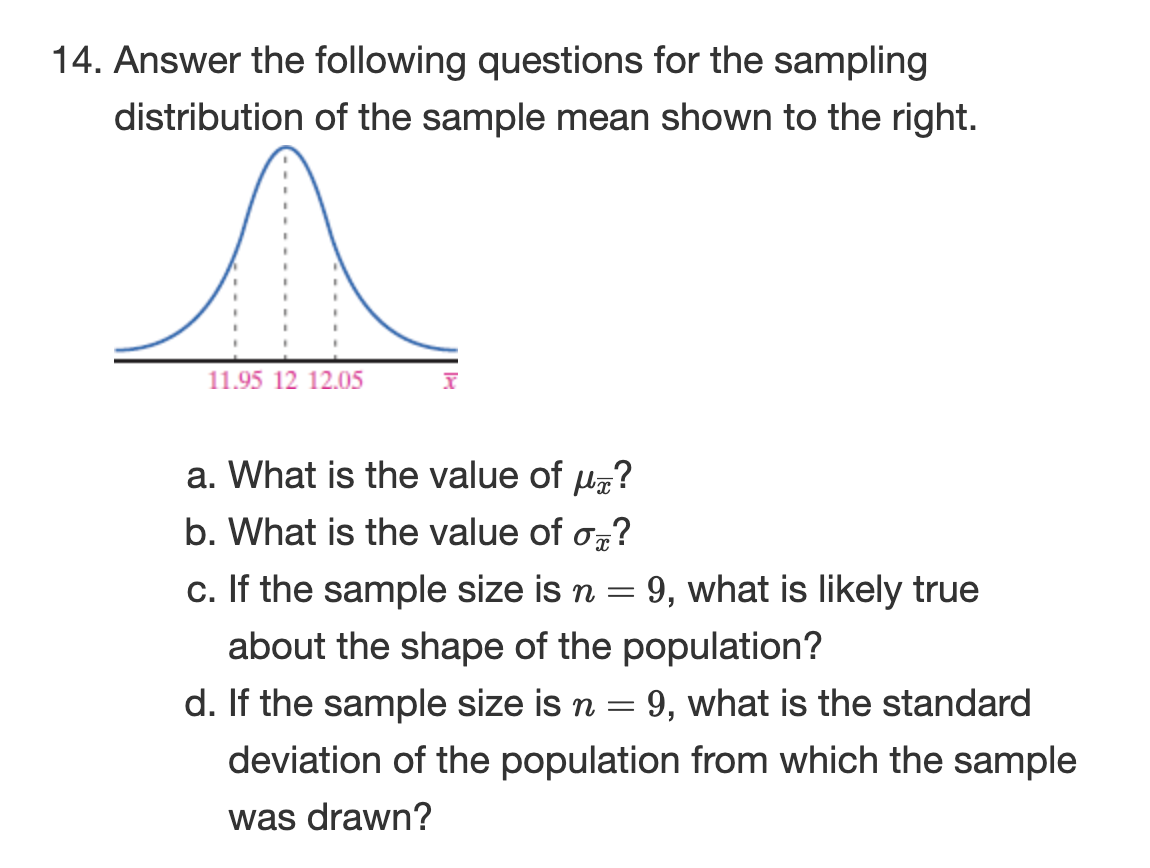 14. Answer the following questions for the sampling
distribution of the sample mean shown to the right.
11.95 12 12.05 x̅
a. What is the value of μx̅?
b. What is the value of σx̅?
c. If the sample size is n = 9, what is likely true
about the shape of the population?
d. If the sample size is n = 9, what is the standard
deviation of the population from which the sample
was drawn?